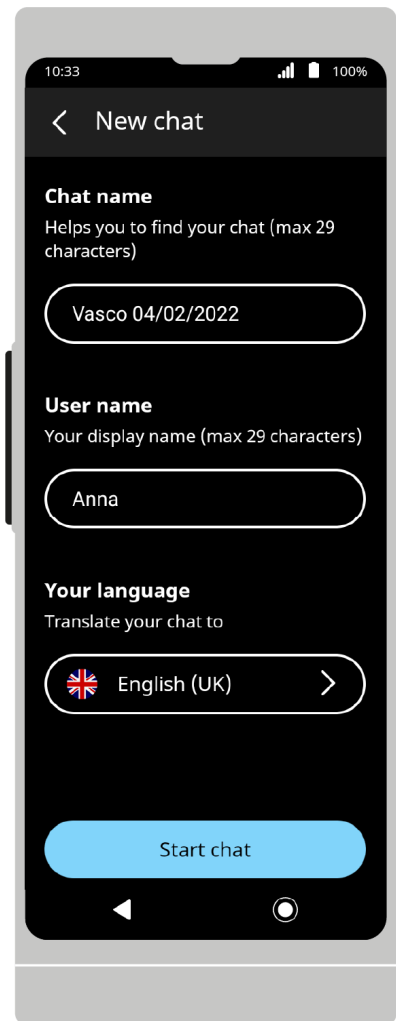 10:33
100%
New chat
Chat name
Helps you to find your chat (max 29
characters)
Vasco 04/02/2022
User name
Your display name (max 29 characters)
Anna
Your language
Translate your chat to
English (UK)
Start chat